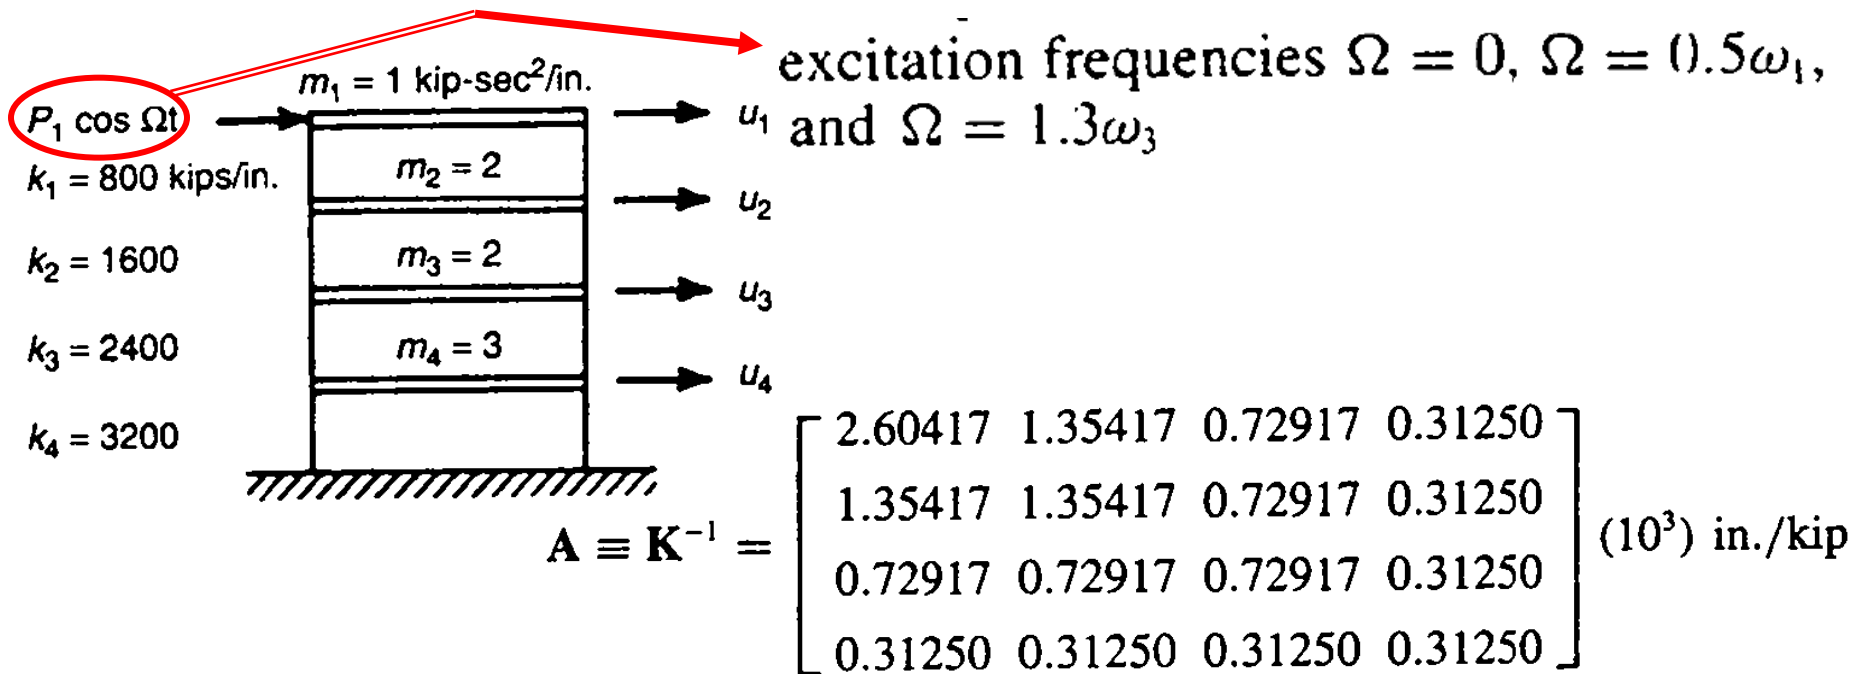 excitation frequencies Ω = 0, Ω = 0.5ω₁,
and Ω = 1.3ω₃
P₁ cos Ωt
m₁ = 1 kip-sec²/in.
u₁
k₁ = 800 kips/in.
m₂ = 2
u₂
k₂ = 1600
m₃ = 2
u₃
k₃ = 2400
m₄ = 3
u₄
k₄ = 3200
A ≡ K⁻¹ =
2.60417 1.35417 0.72917 0.31250
1.35417 1.35417 0.72917 0.31250
0.72917 0.72917 0.72917 0.31250
0.31250 0.31250 0.31250 0.31250
(10³) in./kip